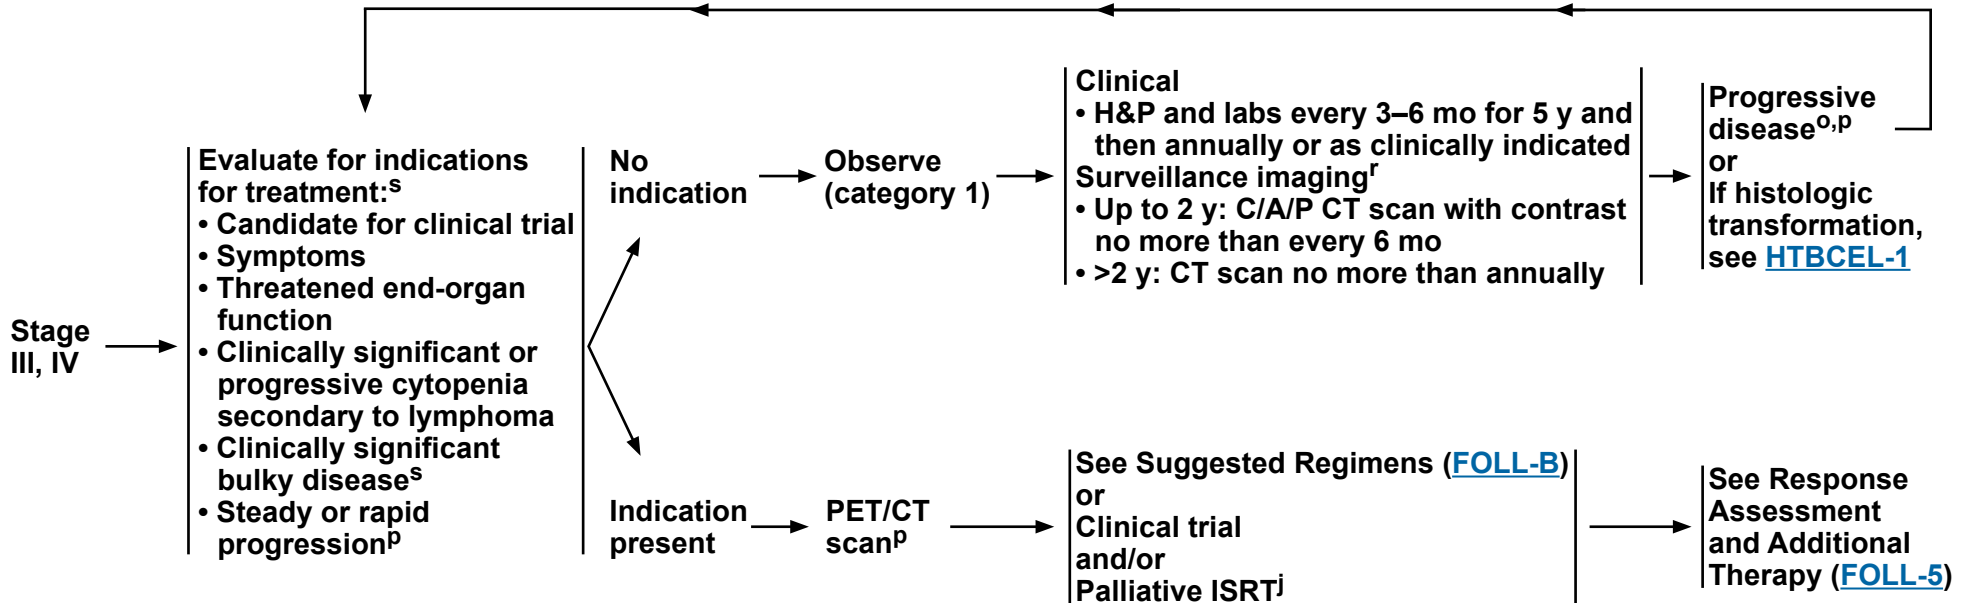 Stage
III, IV
Evaluate for indications
for treatment:s
• Candidate for clinical trial
• Symptoms
• Threatened end-organ
function
• Clinically significant or
progressive cytopenia
secondary to lymphoma
• Clinically significant
bulky diseases
• Steady or rapid
progressionp
No
indication
Observe
(category 1)
Clinical
• H&P and labs every 3–6 mo for 5 y and
then annually or as clinically indicated
Surveillance imagingr
• Up to 2 y: C/A/P CT scan with contrast
no more than every 6 mo
• >2 y: CT scan no more than annually
Progressive
diseaseo,p
or
If histologic
transformation,
see HTBCEL-1
Indication
present
PET/CT
scanp
See Suggested Regimens (FOLL-B)
or
Clinical trial
and/or
Palliative ISRTj
See Response
Assessment
and Additional
Therapy (FOLL-5)